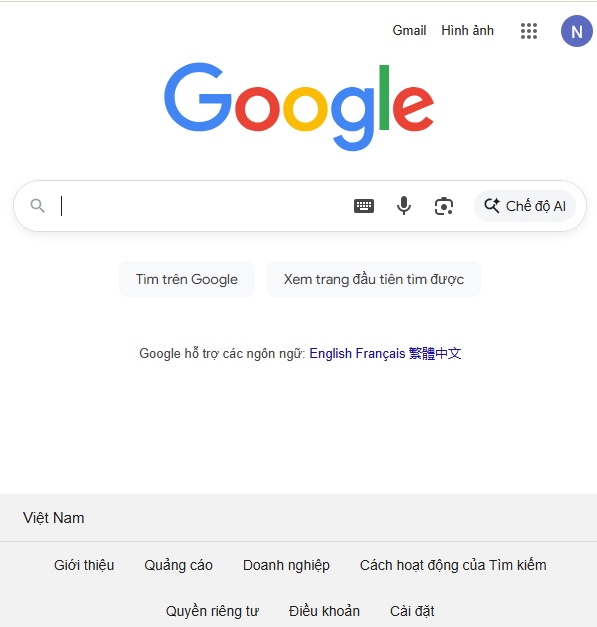 Gmail Hình ảnh N
Google
Chế độ AI
Tìm trên Google Xem trang đầu tiên tìm được
Google hỗ trợ các ngôn ngữ: English Français 繁體中文
Việt Nam
Giới thiệu Quảng cáo Doanh nghiệp Cách hoạt động của Tìm kiếm
Quyền riêng tư Điều khoản Cài đặt